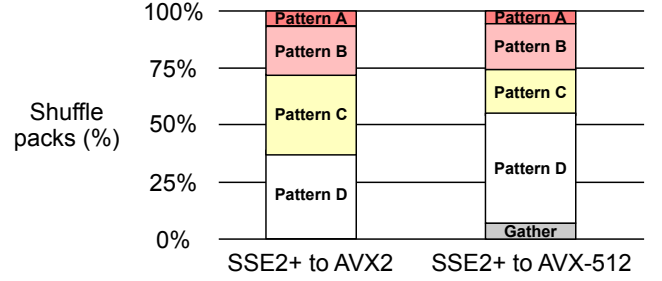 100%
Pattern A
Pattern A
Pattern B
Pattern B
75%
Pattern C
Pattern C
Shuffle
packs (%)
50%
Pattern D
Pattern D
25%
Gather
0%
SSE2+ to AVX2
SSE2+ to AVX-512